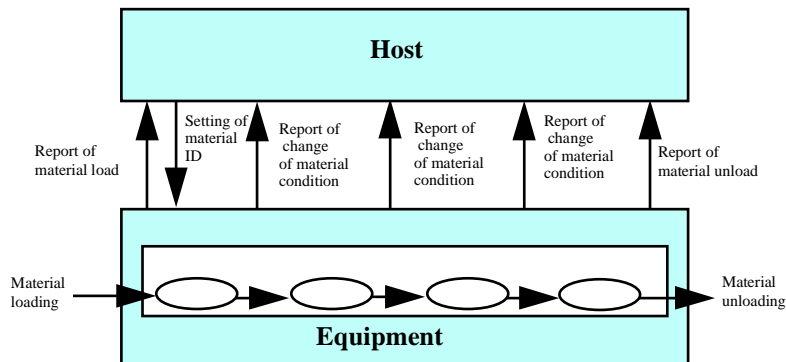 Host
Report of
material load
Setting of
material
ID
Report of
change
of material
condition
Report of
change
of material
condition
Report of
change
of material
condition
Report of
material unload
Material
loading
Material
unloading
Equipment